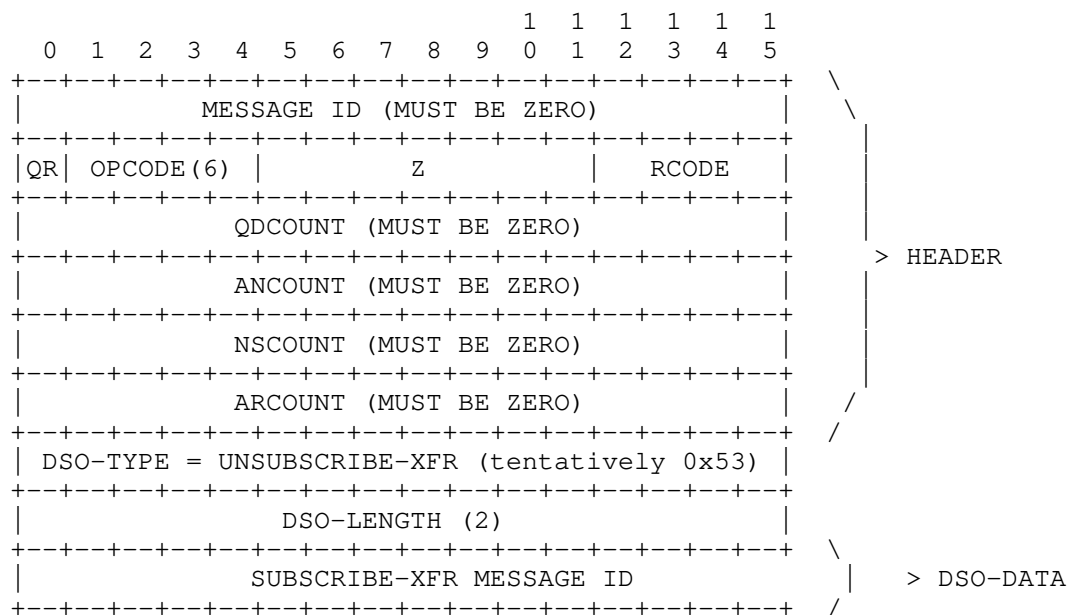 1  1  1  1  1  1
   0  1  2  3  4  5  6  7  8  9  0  1  2  3  4  5
 +--+--+--+--+--+--+--+--+--+--+--+--+--+--+--+--+  \
 |           MESSAGE ID (MUST BE ZERO)           |   \
 +--+--+--+--+--+--+--+--+--+--+--+--+--+--+--+--+    |
 |QR| OPCODE(6) |         Z          |   RCODE   |    |
 +--+--+--+--+--+--+--+--+--+--+--+--+--+--+--+--+    |
 |             QDCOUNT (MUST BE ZERO)            |    |
 +--+--+--+--+--+--+--+--+--+--+--+--+--+--+--+--+     > HEADER
 |             ANCOUNT (MUST BE ZERO)            |    |
 +--+--+--+--+--+--+--+--+--+--+--+--+--+--+--+--+    |
 |             NSCOUNT (MUST BE ZERO)            |    |
 +--+--+--+--+--+--+--+--+--+--+--+--+--+--+--+--+    |
 |             ARCOUNT (MUST BE ZERO)            |   /
 +--+--+--+--+--+--+--+--+--+--+--+--+--+--+--+--+  /
 | DSO-TYPE = UNSUBSCRIBE-XFR (tentatively 0x53) |
 +--+--+--+--+--+--+--+--+--+--+--+--+--+--+--+--+
 |                DSO-LENGTH (2)                 |
 +--+--+--+--+--+--+--+--+--+--+--+--+--+--+--+--+  \
 |              SUBSCRIBE-XFR MESSAGE ID             |   > DSO-DATA
 +--+--+--+--+--+--+--+--+--+--+--+--+--+--+--+--+  /